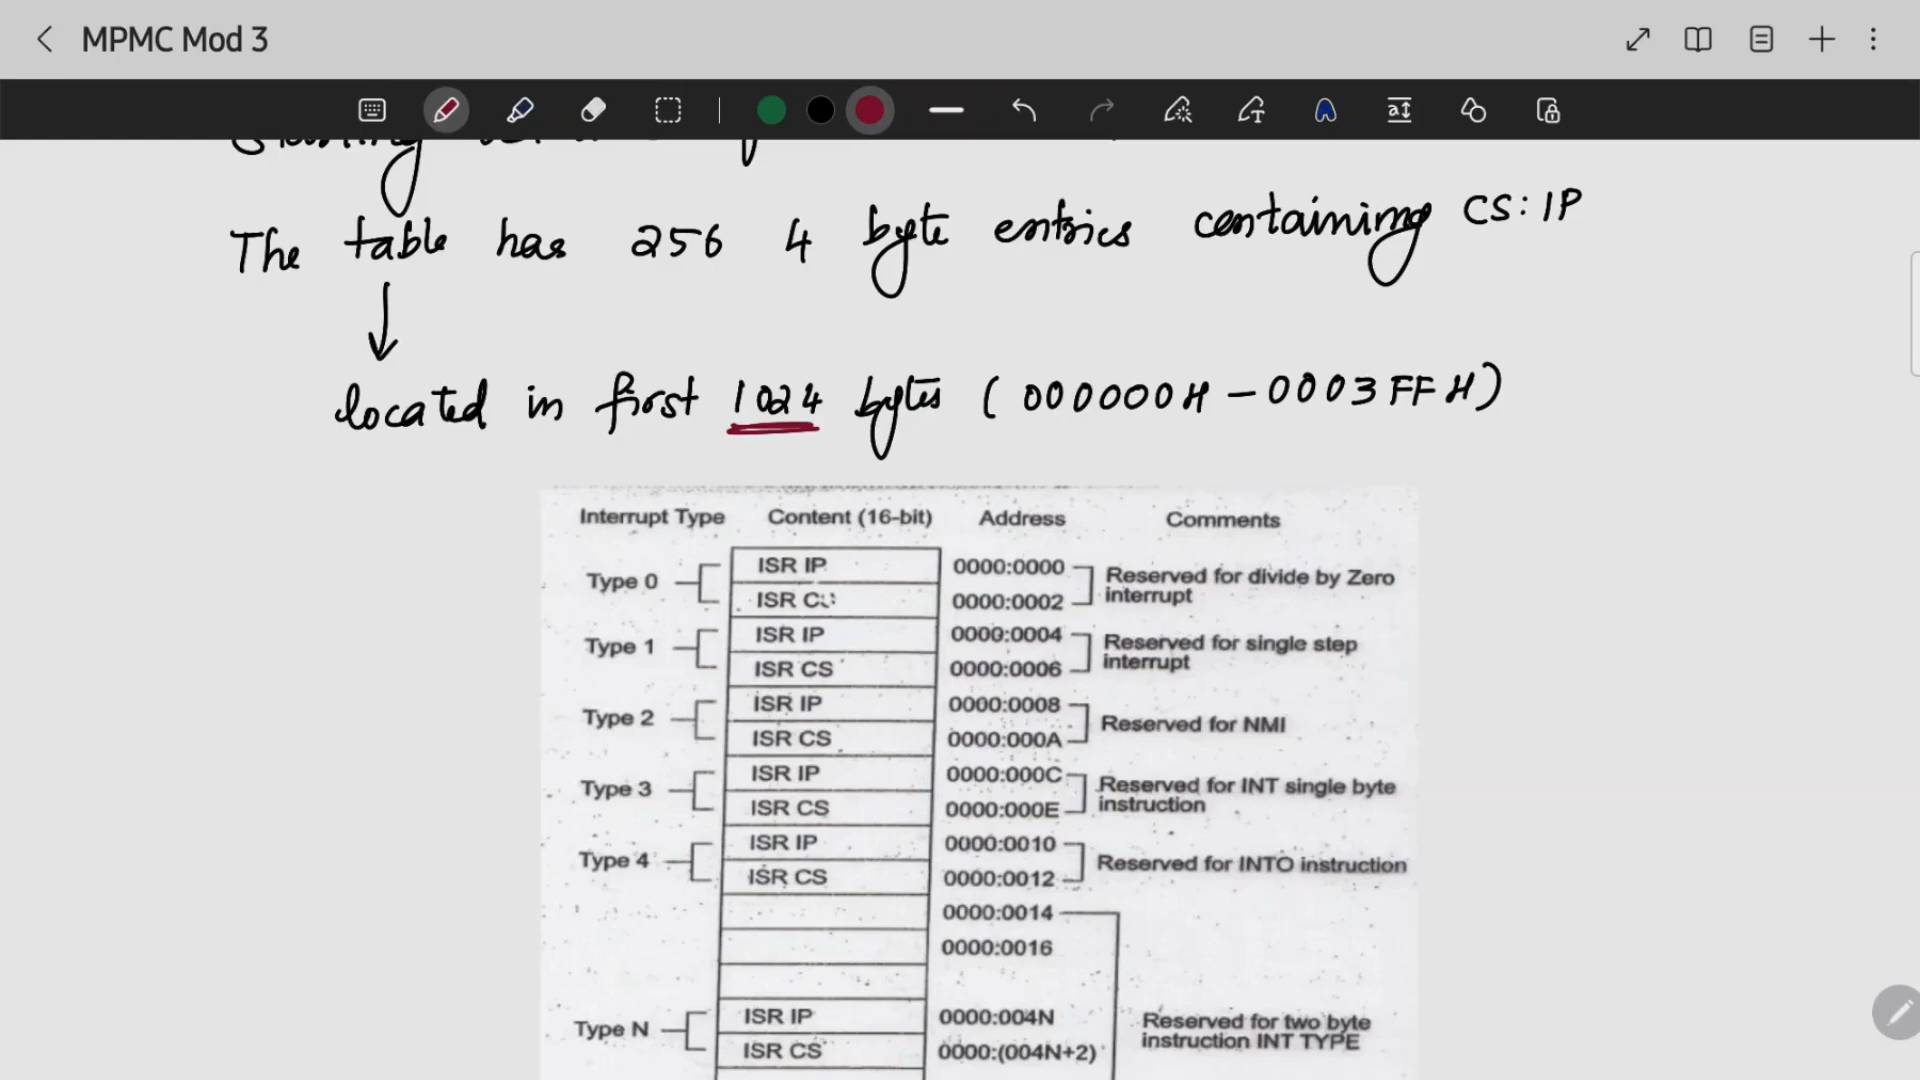 MPMC Mod 3
The table has 256 4 byte entries containing CS:IP
located in first 1024 bytes (000000H - 0003FFH)
Interrupt Type Content (16-bit) Address Comments
Type 0 ISR IP 0000:0000 Reserved for divide by Zero
ISR 0000:0002 interrupt
Type 1 ISR IP 0000:0004 Reserved for single step
ISR CS 0000:0006 interrupt
Type 2 ISR IP 0000:0008 Reserved for NMI
ISR CS 0000:000A
Type 3 ISR IP 0000:000C Reserved for INT single byte
ISR CS 0000:000E instruction
Type 4 ISR IP 0000:0010 Reserved for INTO instruction
ISR CS 0000:0012
0000:0014
0000:0016
Type N ISR IP 0000:004N Reserved for two byte
ISR CS 0000:(004N+2) instruction INT TYPE